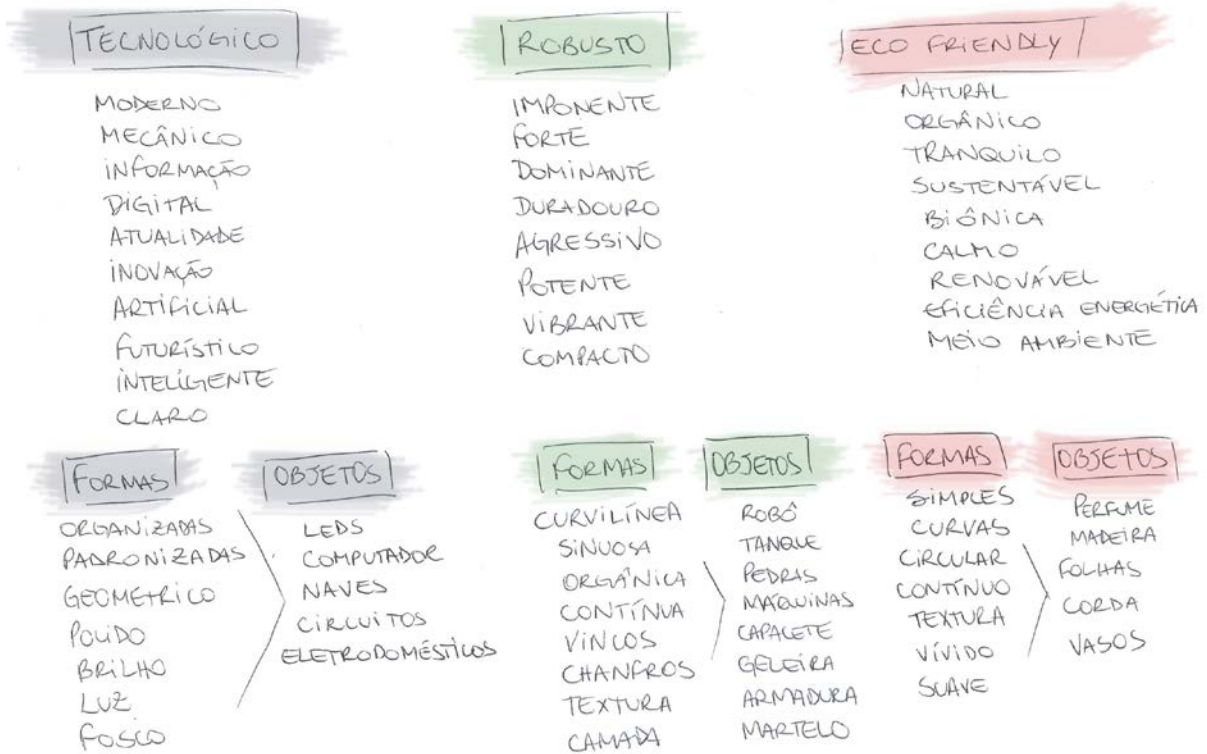 TECNOLÓGICO
MODERNO
MECÂNICO
INFORMAÇÃO
DIGITAL
ATUALIDADE
INOVAÇÃO
ARTIFICIAL
FUTURÍSTICO
INTELIGENTE
CLARO
ROBUSTO
IMPONENTE
FORTE
DOMINANTE
DURADOURO
AGRESSIVO
POTENTE
VIBRANTE
COMPACTO
ECO FRIENDLY
NATURAL
ORGÂNICO
TRANQUILO
SUSTENTÁVEL
BIÔNICA
CALMO
RENOVÁVEL
EFICIÊNCIA ENERGÉTICA
MEIO AMBIENTE
FORMAS
ORGANIZADAS
PADRONIZADAS
GEOMETRICO
POLIDO
BRILHO
LUZ
FOSCO
OBJETOS
LEDS
COMPUTADOR
NAVES
CIRCUITOS
ELETRODOMÉSTICOS
FORMAS
CURVILÍNEA
SINUOSA
ORGÂNICA
CONTÍNUA
VINCOS
CHANFROS
TEXTURA
CAMADA
OBJETOS
ROBÔ
TANQUE
PEDRAS
MÁQUINAS
CAPACETE
GELEIRA
ARMADURA
MARTELO
FORMAS
SIMPLES
CURVAS
CIRCULAR
CONTÍNUO
TEXTURA
VÍVIDO
SUAVE
OBJETOS
PERFUME
MADEIRA
FOLHAS
CORDA
VASOS